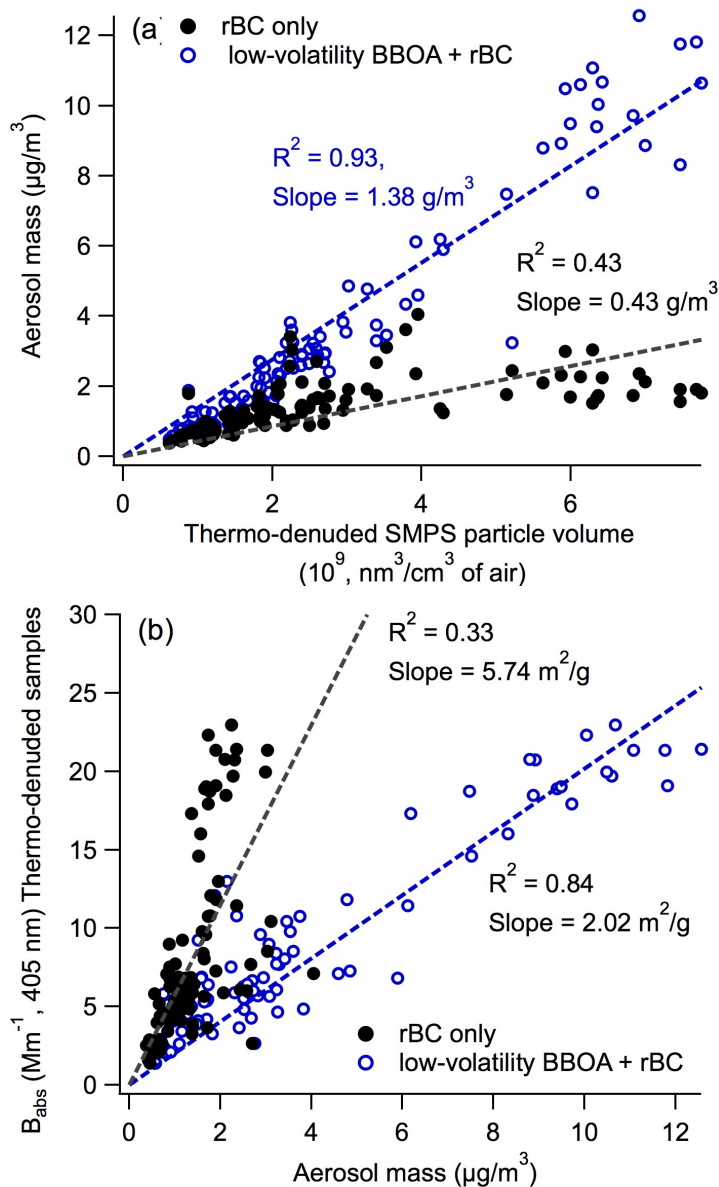 (a)
rBC only
low-volatility BBOA + rBC
12
10
8
6
4
2
0
Aerosol mass (µg/m³)
R² = 0.93,
Slope = 1.38 g/m³
R² = 0.43
Slope = 0.43 g/m³
0 2 4 6
Thermo-denuded SMPS particle volume
(10⁹, nm³/cm³ of air)
(b)
30
25
20
15
10
5
0
Babs (Mm⁻¹, 405 nm) Thermo-denuded samples
R² = 0.33
Slope = 5.74 m²/g
R² = 0.84
Slope = 2.02 m²/g
rBC only
low-volatility BBOA + rBC
0 2 4 6 8 10 12
Aerosol mass (µg/m³)